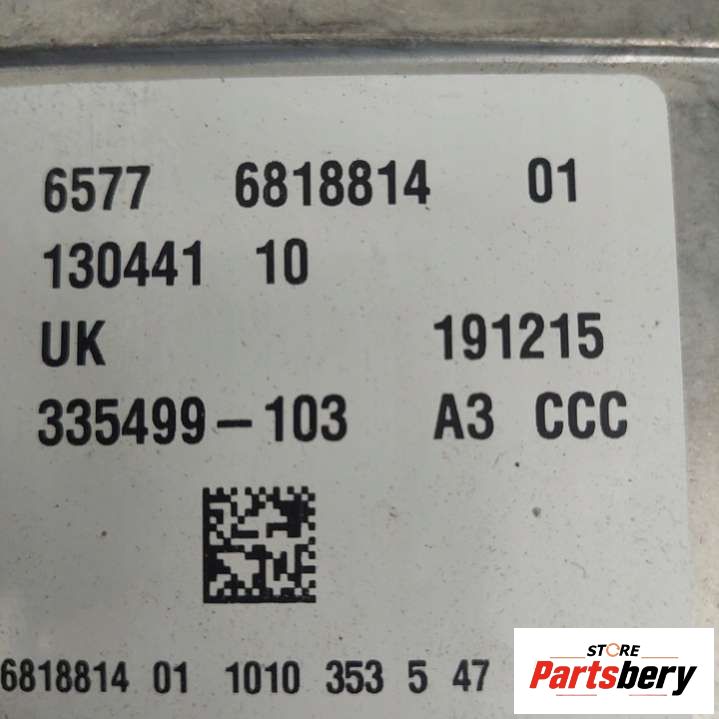 6577 6818814 01
130441 10
UK 191215
335499-103 A3 CCC
6818814 01 1010 353 5 47
STORE
Partsbery